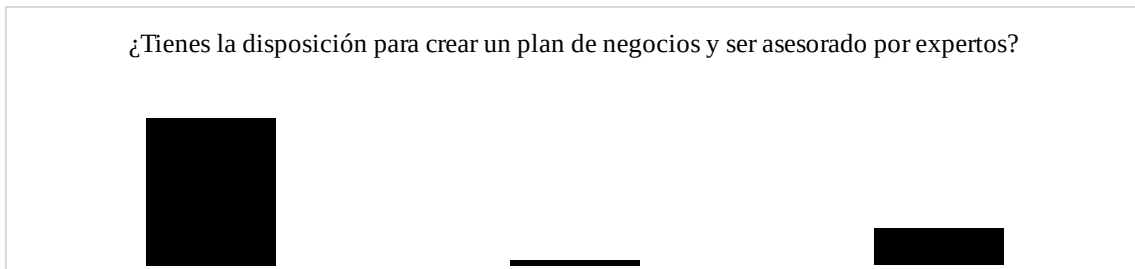 ¿Tienes la disposición para crear un plan de negocios y ser asesorado por expertos?